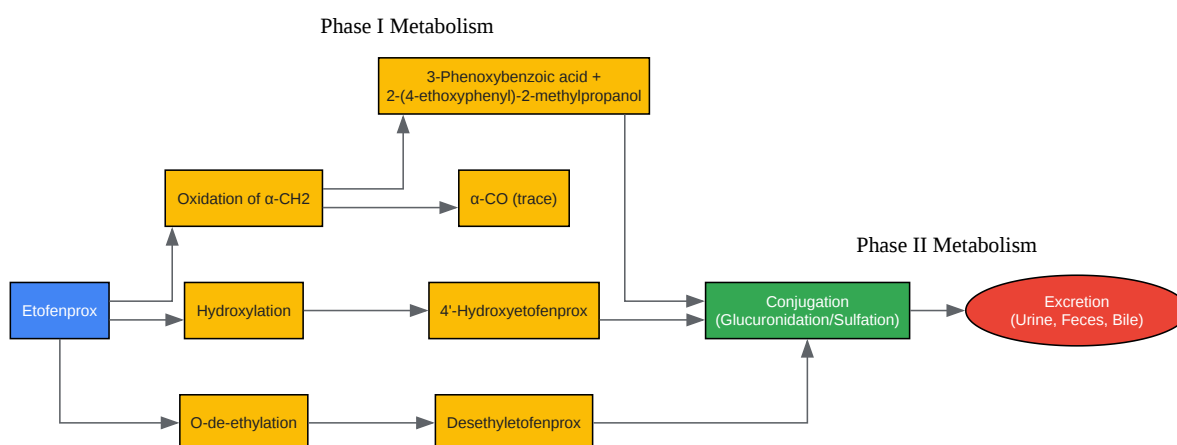 Phase I Metabolism
3-Phenoxybenzoic acid +
2-(4-ethoxyphenyl)-2-methylpropanol
Oxidation of α-CH2
α-CO (trace)
Phase II Metabolism
Etofenprox
Hydroxylation
4'-Hydroxyetofenprox
Conjugation
(Glucuronidation/Sulfation)
Excretion
(Urine, Feces, Bile)
O-de-ethylation
Desethyletofenprox